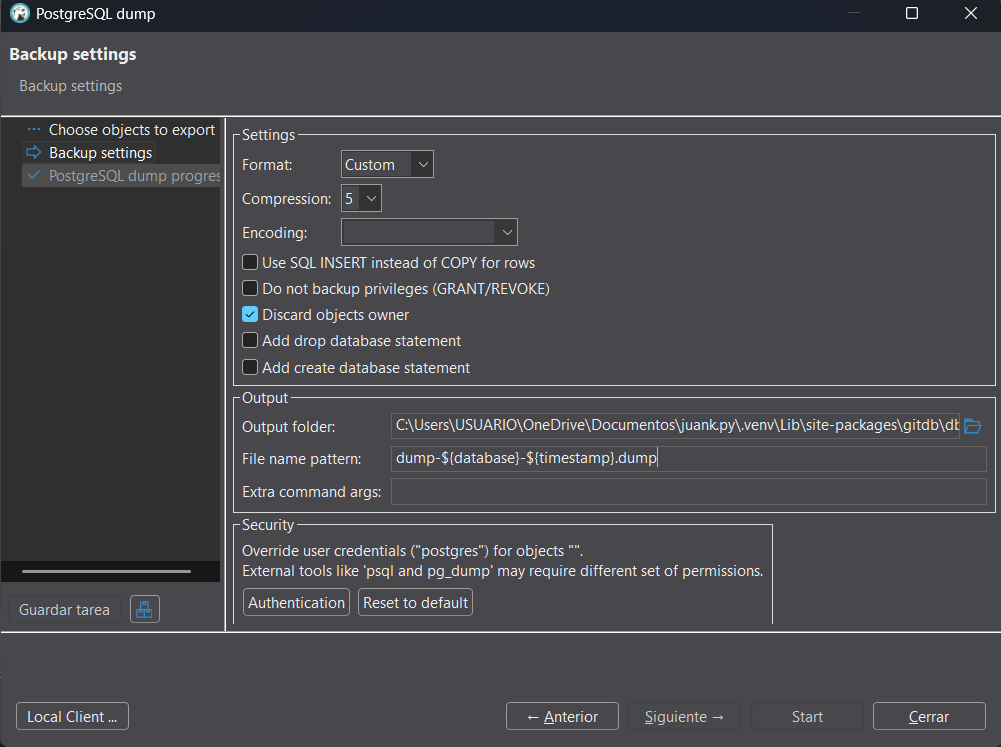 PostgreSQL dump
Backup settings
Backup settings
Choose objects to export
Backup settings
PostgreSQL dump progres
Settings
Format: Custom
Compression: 5
Encoding:
Use SQL INSERT instead of COPY for rows
Do not backup privileges (GRANT/REVOKE)
Discard objects owner
Add drop database statement
Add create database statement
Output
Output folder: C:\Users\USUARIO\OneDrive\Documentos\juank.py\.venv\Lib\site-packages\gitdb\db
File name pattern: dump-${database}-${timestamp}.dump
Extra command args:
Security
Override user credentials ("postgres") for objects "".
External tools like 'psql and pg_dump' may require different set of permissions.
Authentication Reset to default
Guardar tarea
Local Client ... ← Anterior Siguiente → Start Cerrar